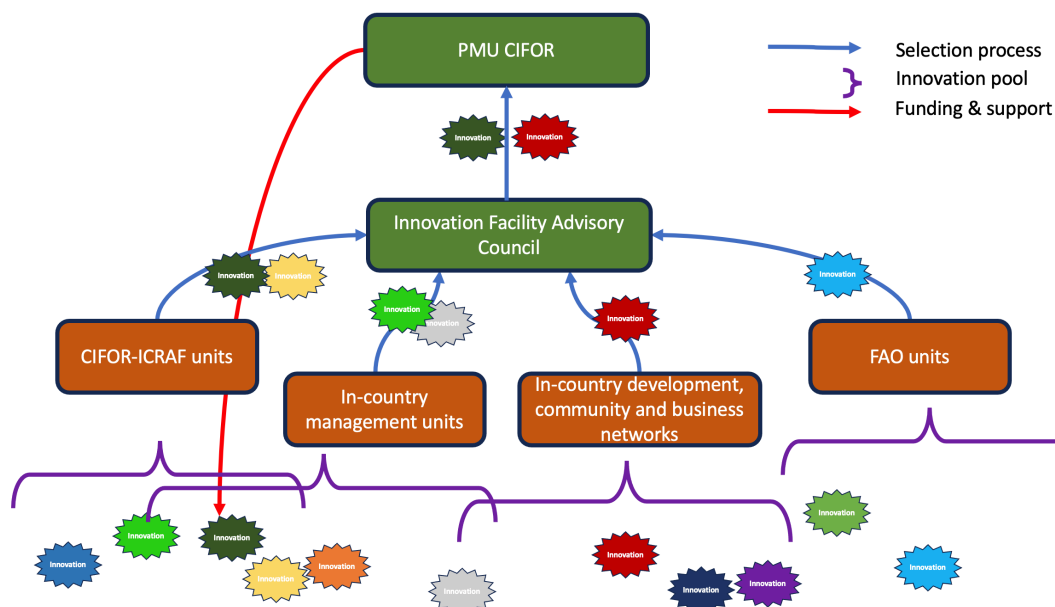 PMU CIFOR
Selection process
Innovation pool
Funding & support
Innovation
Innovation
Innovation Facility Advisory
Council
Innovation
Innovation
Innovation
Innovation
Innovation
Innovation
CIFOR-ICRAF units
FAO units
In-country
management units
In-country development,
community and business
networks
Innovation
Innovation
Innovation
Innovation
Innovation
Innovation
Innovation
Innovation
Innovation
Innovation
Innovation